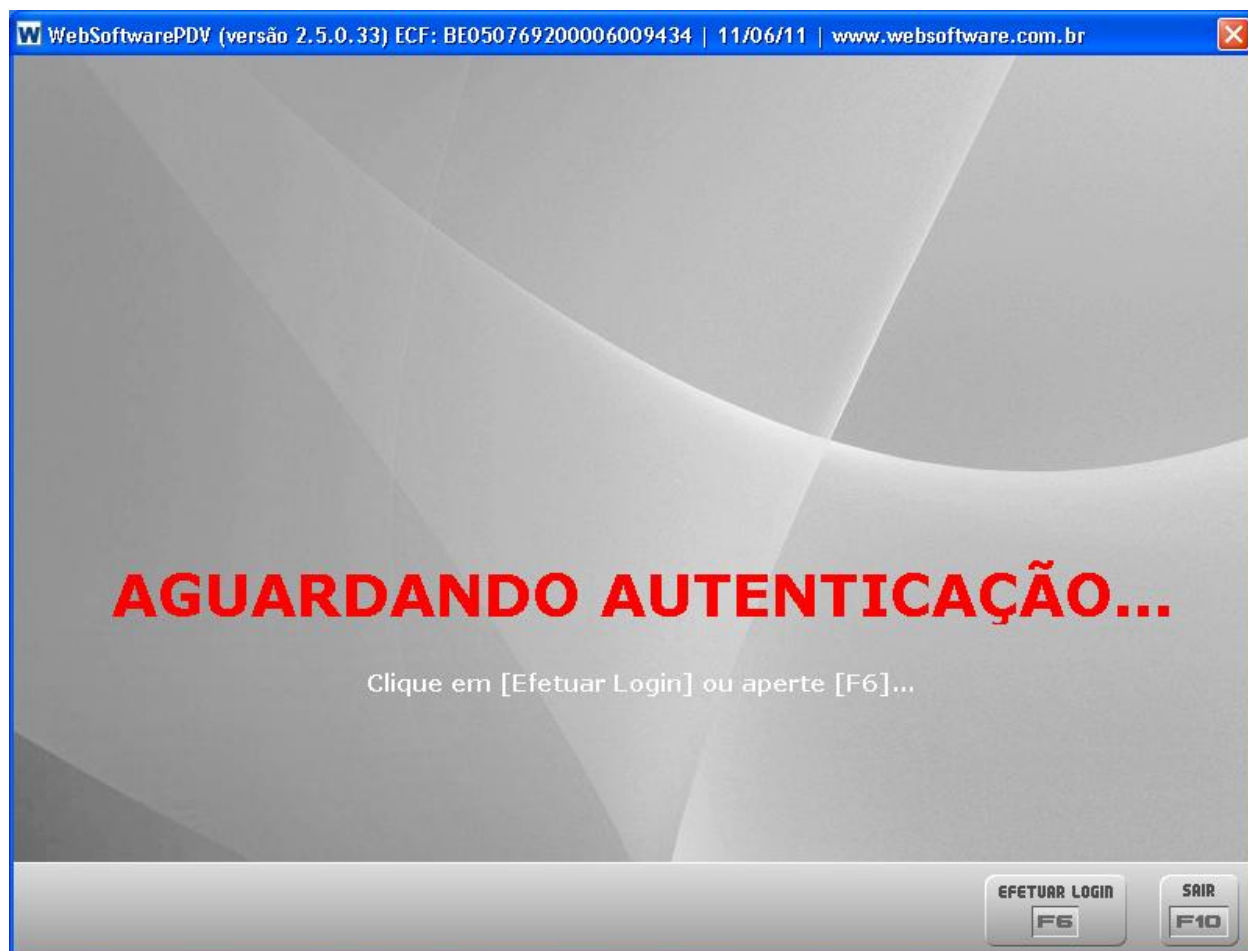 W WebSoftwarePDV (versão 2.5.0.33) ECF: BE050769200006009434 | 11/06/11 | www.websoftware.com.br
AGUARDANDO AUTENTICAÇÃO...
Clique em [Efetuar Login] ou aperte [F6]...
EFETUAR LOGIN
F6
SAIR
F10